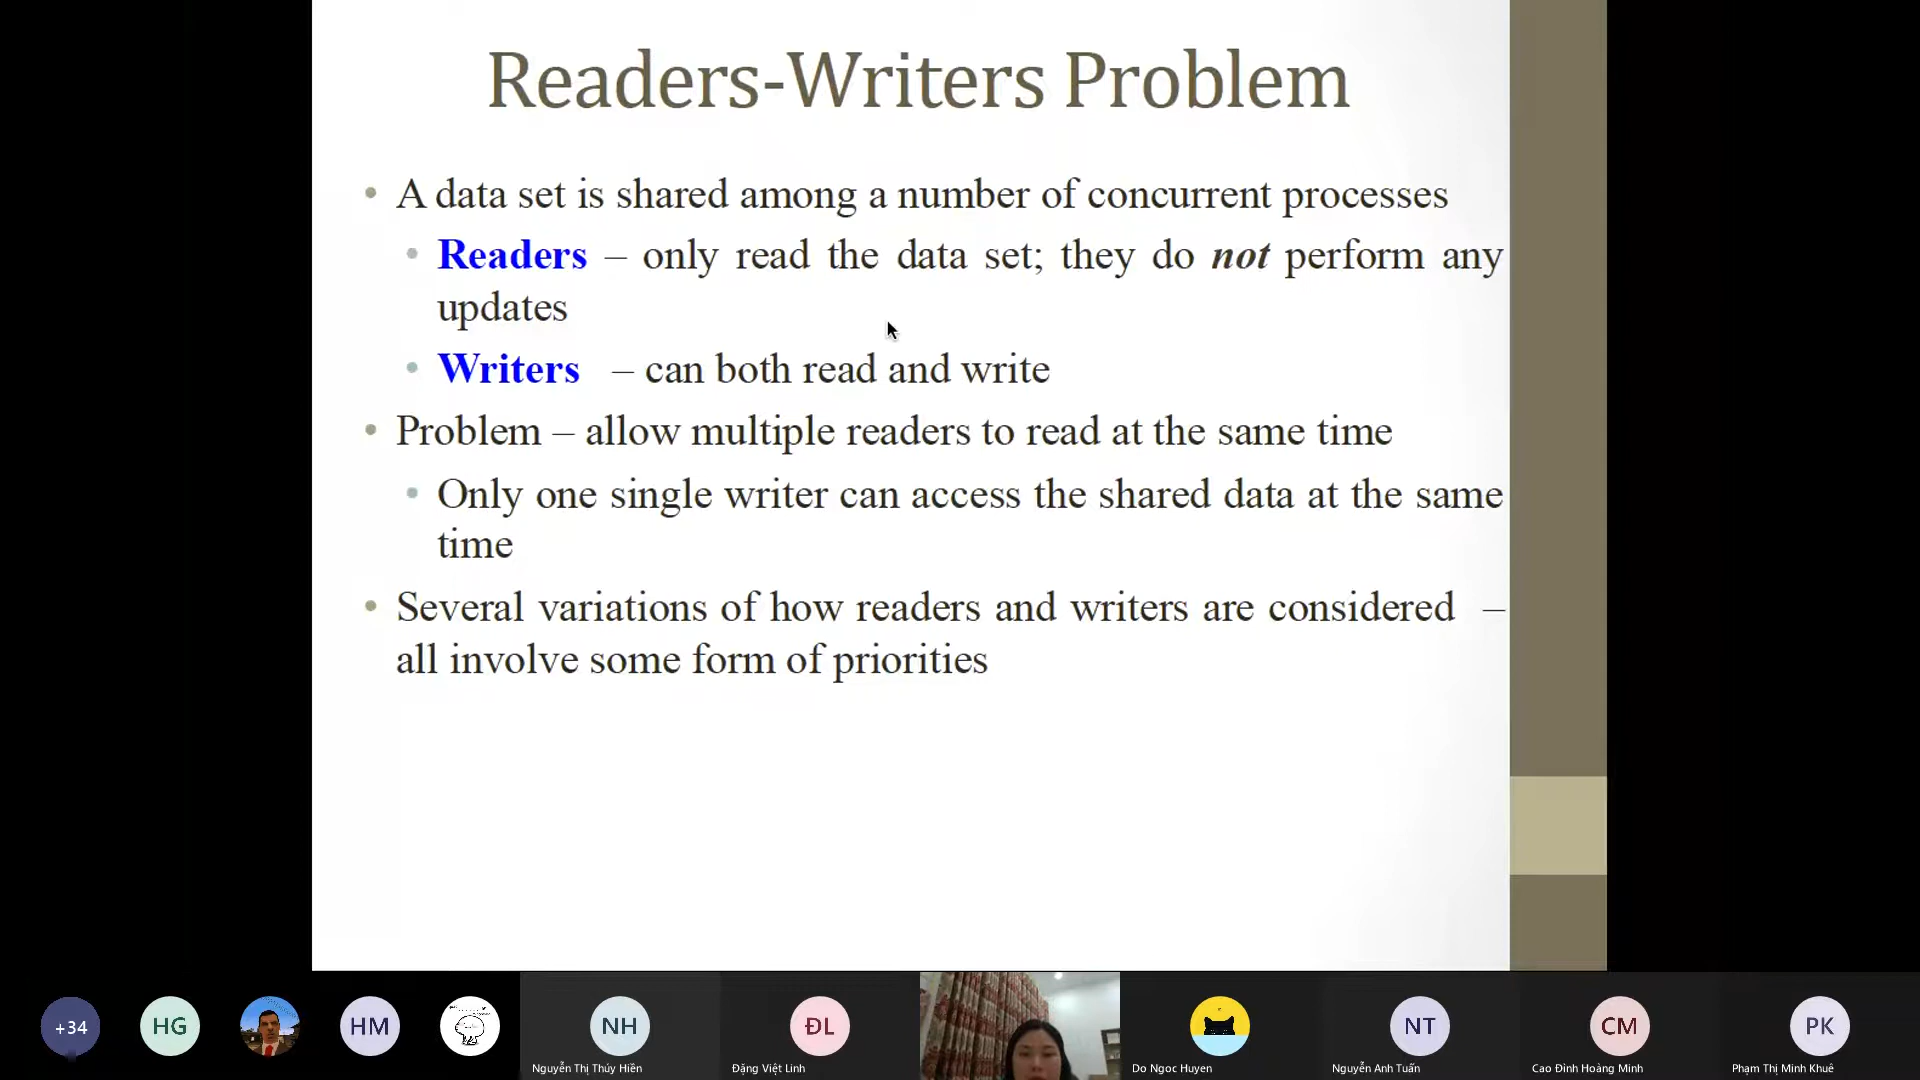 Readers-Writers Problem
• A data set is shared among a number of concurrent processes
• Readers – only read the data set; they do not perform any
updates
• Writers – can both read and write
• Problem – allow multiple readers to read at the same time
• Only one single writer can access the shared data at the same
time
• Several variations of how readers and writers are considered –
all involve some form of priorities
+34
HG
HM
NH
ĐL
NT
CM
PK
Nguyễn Thị Thúy Hiền
Đặng Việt Linh
Do Ngoc Huyen
Nguyễn Anh Tuấn
Cao Đình Hoàng Minh
Phạm Thị Minh Khuê